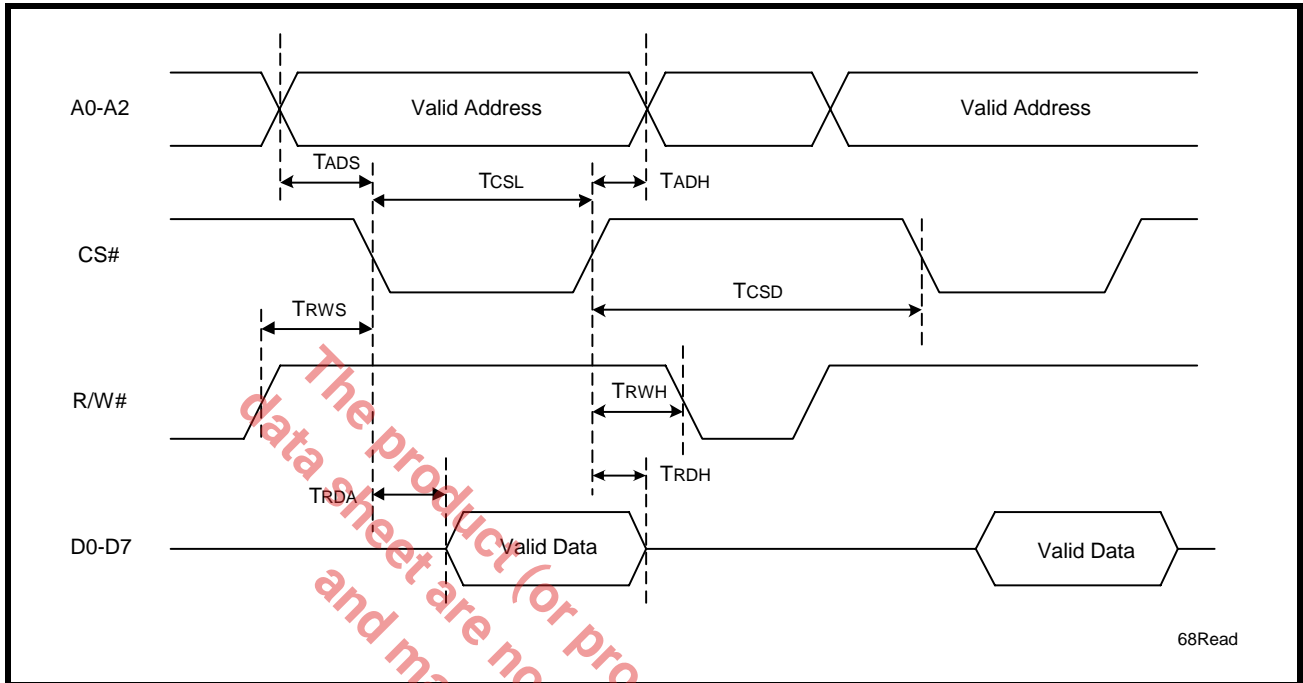 A0-A2
Valid Address
Valid Address
TADS
TCSL
TADH
CS#
TCSD
TRWS
R/W#
TRWH
TRDH
TRDA
D0-D7
Valid Data
Valid Data
68Read
The product (or pro
data sheet are no
and ma